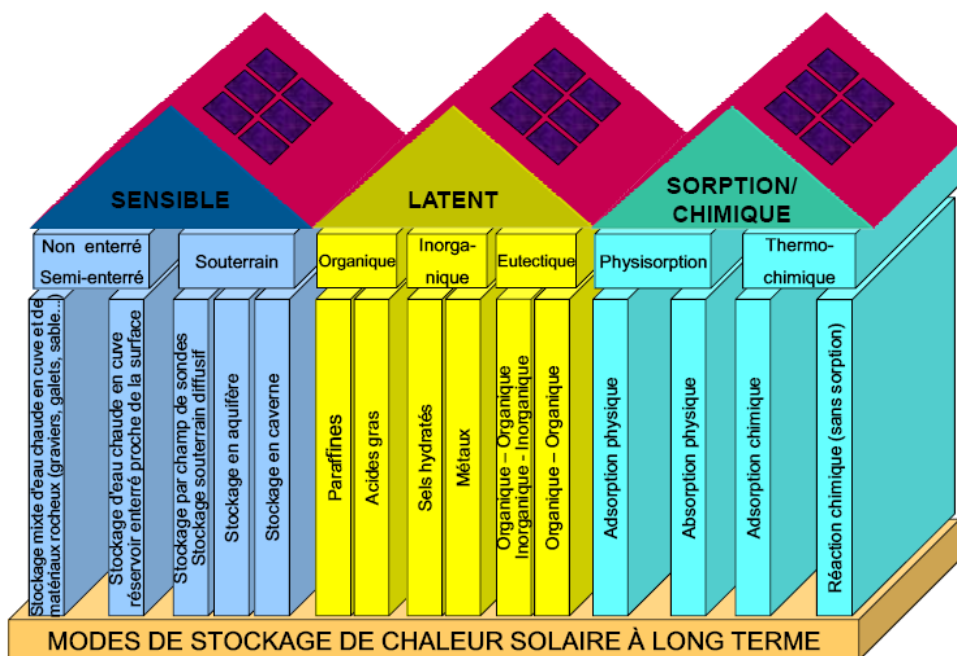 SENSIBLE
LATENT
SORPTION/
CHIMIQUE
Non enterré
Semi-enterré
Souterrain
Organique
Inorga-
nique
Eutectique
Physisorption
Thermo-
chimique
Stockage mixte d'eau chaude en cuve et de
matériaux rocheux (graviers, galets, sable...)
Stockage d'eau chaude en cuve
réservoir enterré proche de la surface
Stockage par champ de sondes
Stockage souterrain diffusif
Stockage en aquifère
Stockage en caverne
Paraffines
Acides gras
Sels hydratés
Métaux
Organique – Organique
Inorganique - Inorganique
Organique – Organique
Adsorption physique
Absorption physique
Adsorption chimique
Réaction chimique (sans sorption)
MODES DE STOCKAGE DE CHALEUR SOLAIRE À LONG TERME